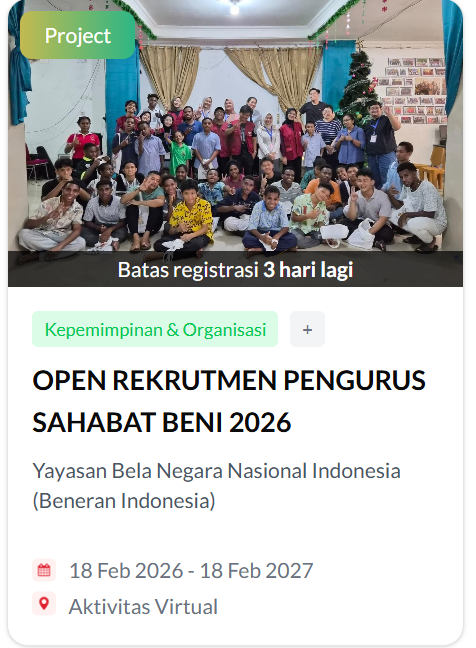 Project
Batas registrasi 3 hari lagi
Kepemimpinan & Organisasi
+
OPEN REKRUTMEN PENGURUS
SAHABAT BENI 2026
Yayasan Bela Negara Nasional Indonesia
(Beneran Indonesia)
18 Feb 2026 - 18 Feb 2027
Aktivitas Virtual